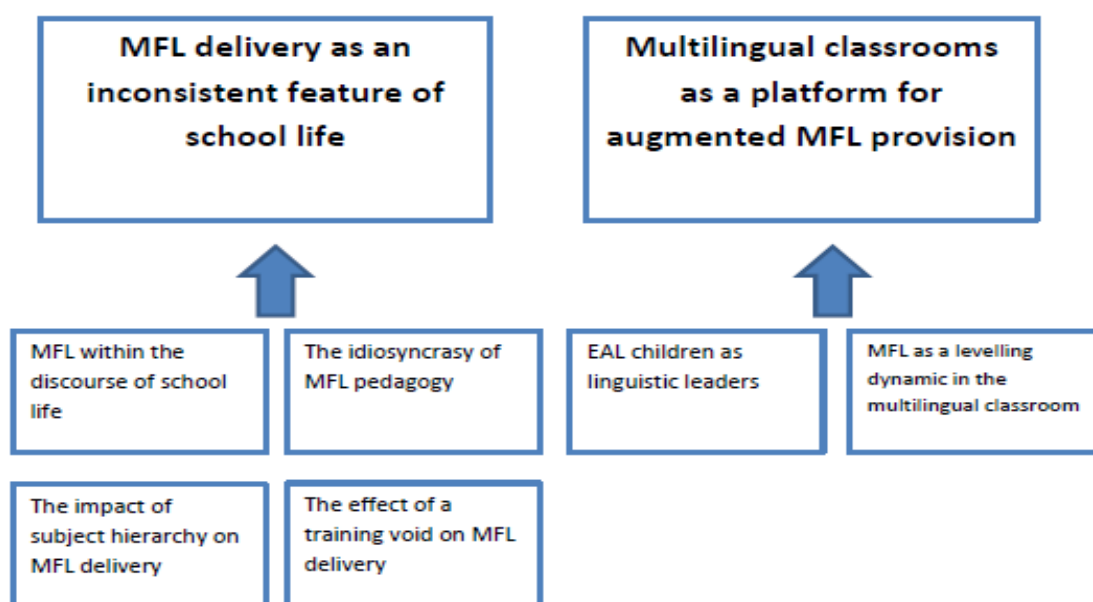 MFL delivery as an
inconsistent feature of
school life
Multilingual classrooms
as a platform for
augmented MFL provision
MFL within the
discourse of school
life
The idiosyncrasy of
MFL pedagogy
EAL children as
linguistic leaders
MFL as a levelling
dynamic in the
multilingual classroom
The impact of
subject hierarchy on
MFL delivery
The effect of a
training void on MFL
delivery